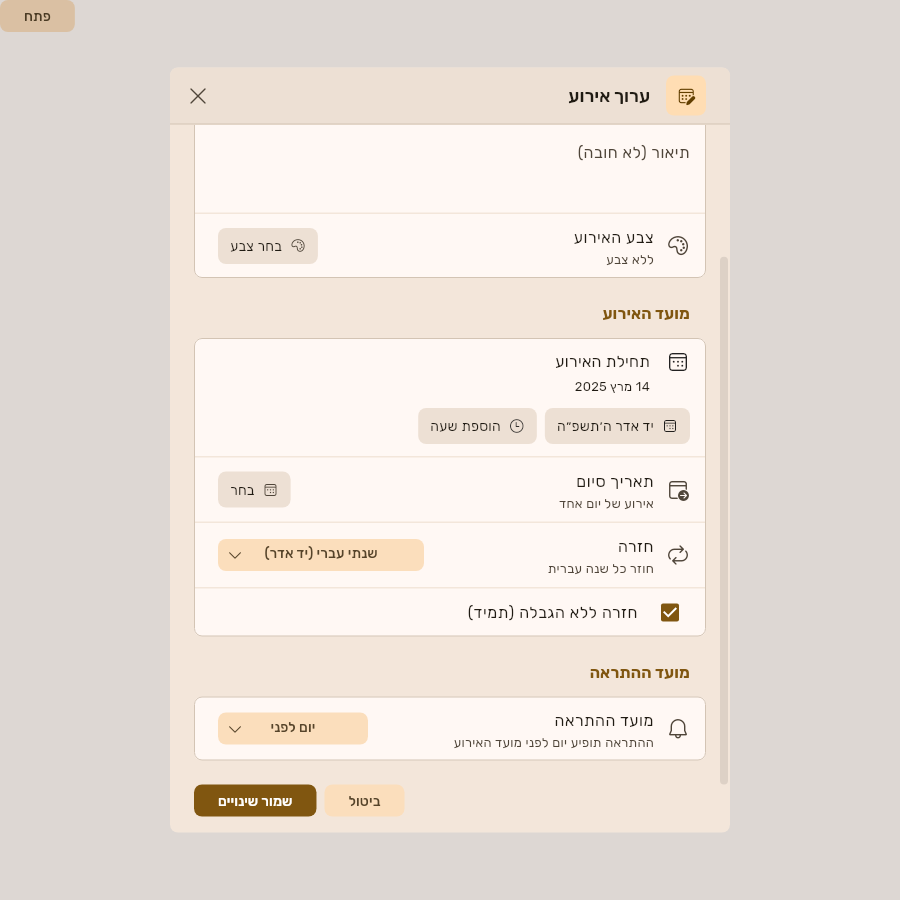 פתח
ערוך אירוע
תיאור (לא חובה)
צבע האירוע
ללא צבע
בחר צבע
מועד האירוע
תחילת האירוע
14 מרץ 2025
יד אדר ה׳תשפ״ה
הוספת שעה
תאריך סיום
אירוע של יום אחד
בחר
חזרה
חוזר כל שנה עברית
שנתי עברי (יד אדר)
חזרה ללא הגבלה (תמיד)
מועד ההתראה
מועד ההתראה
ההתראה תופיע יום לפני מועד האירוע
יום לפני
ביטול
שמור שינויים